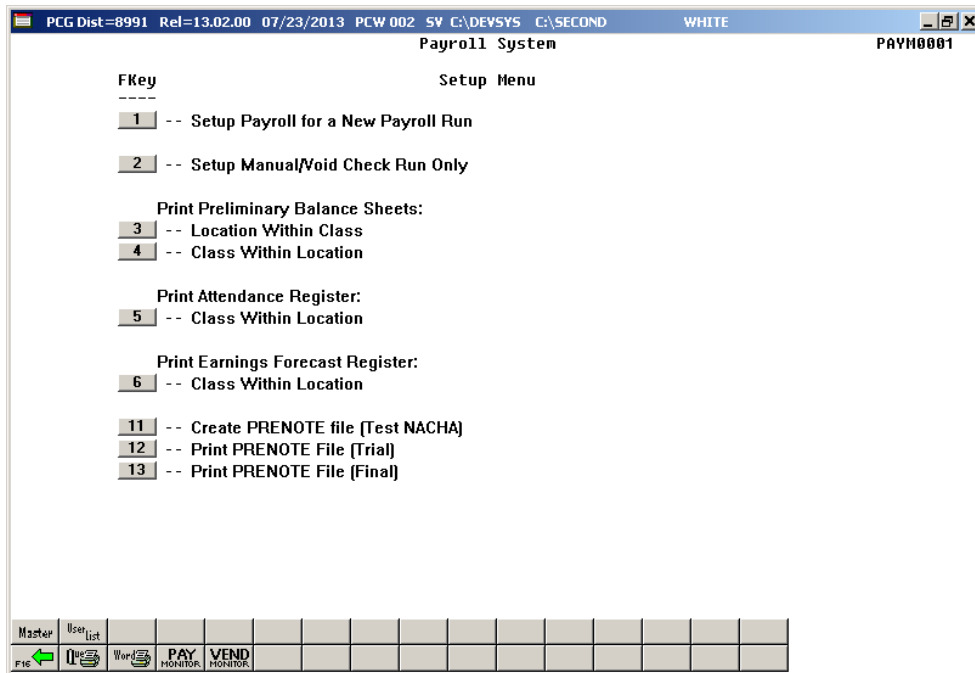 PCG Dist=8991 Rel=13.02.00 07/23/2013 PCW 002 SV C:\DEVSYS C:\SECOND WHITE
Payroll System PAYM0001
FKey Setup Menu
----
1 -- Setup Payroll for a New Payroll Run
2 -- Setup Manual/Void Check Run Only
Print Preliminary Balance Sheets:
3 -- Location Within Class
4 -- Class Within Location
Print Attendance Register:
5 -- Class Within Location
Print Earnings Forecast Register:
6 -- Class Within Location
11 -- Create PRENOTE file (Test NACHA)
12 -- Print PRENOTE File (Trial)
13 -- Print PRENOTE File (Final)
Master User List
F16 Que Word PAY MONITOR VEND MONITOR